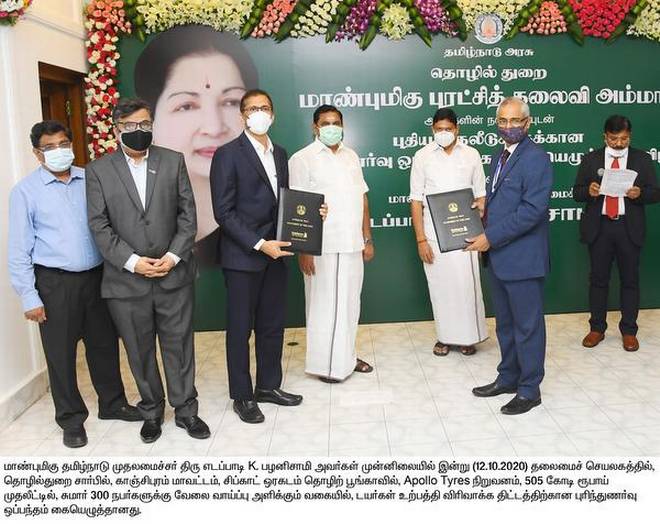 தமிழ்நாடு அரசு
தொழில் துறை
மாண்புமிகு புரட்சித் தலைவி அம்மா
புதிய
மாண்புமிகு தமிழ்நாடு முதலமைச்சர் திரு எடப்பாடி K. பழனிசாமி அவர்கள் முன்னிலையில் இன்று (12.10.2020) தலைமைச் செயலகத்தில்,
தொழில்துறை சார்பில், காஞ்சிபுரம் மாவட்டம், சிப்காட் ஒரகடம் தொழிற் பூங்காவில், Apollo Tyres நிறுவனம், 505 கோடி ரூபாய்
முதலீட்டில், சுமார் 300 நபர்களுக்கு வேலை வாய்ப்பு அளிக்கும் வகையில், டயர்கள் உற்பத்தி விரிவாக்க திட்டத்திற்கான புரிந்துணர்வு
ஒப்பந்தம் கையெழுத்தானது.